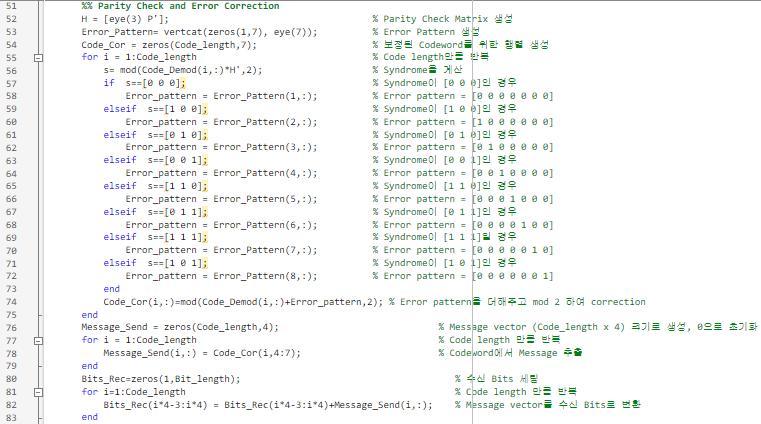 51 %% Parity Check and Error Correction
52 H = [eye(3) P']; % Parity Check Matrix 생성
53 Error_Pattern= vertcat(zeros(1,7), eye(7)); % Error Pattern 생성
54 Code_Cor = zeros(Code_length,7); % 보정된 Codeword를 위한 행렬 생성
55 for i = 1:Code_length % Code length만큼 반복
56 s= mod(Code_Demod(i,:)*H',2); % Syndrome을 계산
57 if s==[0 0 0]; % Syndrome이 [0 0 0]인 경우
58 Error_pattern = Error_Pattern(1,:); % Error pattern = [0 0 0 0 0 0 0]
59 elseif s==[1 0 0]; % Syndrome이 [1 0 0]인 경우
60 Error_pattern = Error_Pattern(2,:); % Error pattern = [1 0 0 0 0 0 0]
61 elseif s==[0 1 0]; % Syndrome이 [0 1 0]인 경우
62 Error_pattern = Error_Pattern(3,:); % Error pattern = [0 1 0 0 0 0 0]
63 elseif s==[0 0 1]; % Syndrome이 [0 0 1]인 경우
64 Error_pattern = Error_Pattern(4,:); % Error pattern = [0 0 1 0 0 0 0]
65 elseif s==[1 1 0]; % Syndrome이 [1 1 0]인 경우
66 Error_pattern = Error_Pattern(5,:); % Error pattern = [0 0 0 1 0 0 0]
67 elseif s==[0 1 1]; % Syndrome이 [0 1 1]인 경우
68 Error_pattern = Error_Pattern(6,:); % Error pattern = [0 0 0 0 1 0 0]
69 elseif s==[1 1 1]; % Syndrome이 [1 1 1]일 경우
70 Error_pattern = Error_Pattern(7,:); % Error pattern = [0 0 0 0 0 1 0]
71 elseif s==[1 0 1]; % Syndrome이 [1 0 1]인 경우
72 Error_pattern = Error_Pattern(8,:); % Error pattern = [0 0 0 0 0 0 1]
73 end
74 Code_Cor(i,:)=mod(Code_Demod(i,:)+Error_pattern,2); % Error pattern을 더해주고 mod 2 하여 correction
75 end
76 Message_Send = zeros(Code_length,4); % Message vector (Code_length x 4) 크기로 생성, 0으로 초기화
77 for i = 1:Code_length % Code length 만큼 반복
78 Message_Send(i,:) = Code_Cor(i,4:7); % Codeword에서 Message 추출
79 end
80 Bits_Rec=zeros(1,Bit_length); % 수신 Bits 세팅
81 for i=1:Code_length % Code length 만큼 반복
82 Bits_Rec(i*4-3:i*4) = Bits_Rec(i*4-3:i*4)+Message_Send(i,:); % Message vector를 수신 Bits로 변환
83 end